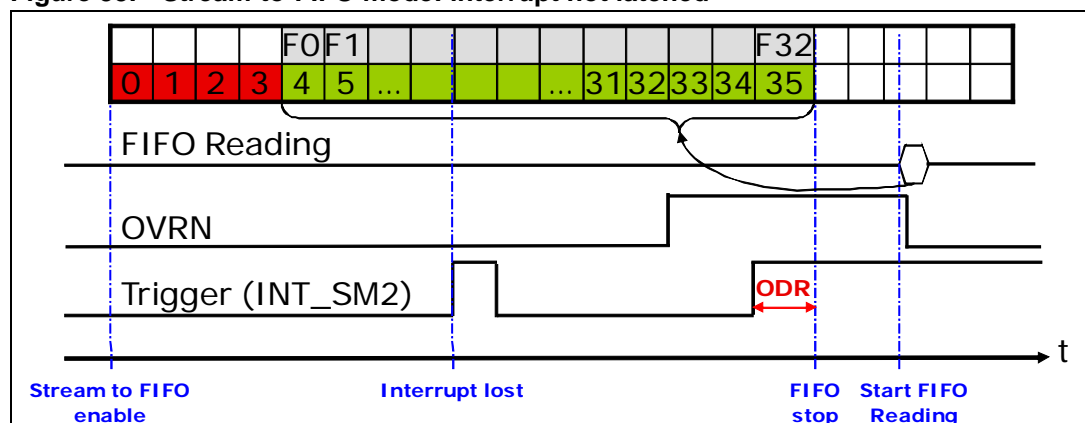 F0 F1 F32
0 1 2 3 4 5 ... ... 31 32 33 34 35
FIFO Reading
OVRN
Trigger (INT_SM2)
ODR
t
Stream to FIFO
enable
Interrupt lost
FIFO
stop
Start FIFO
Reading